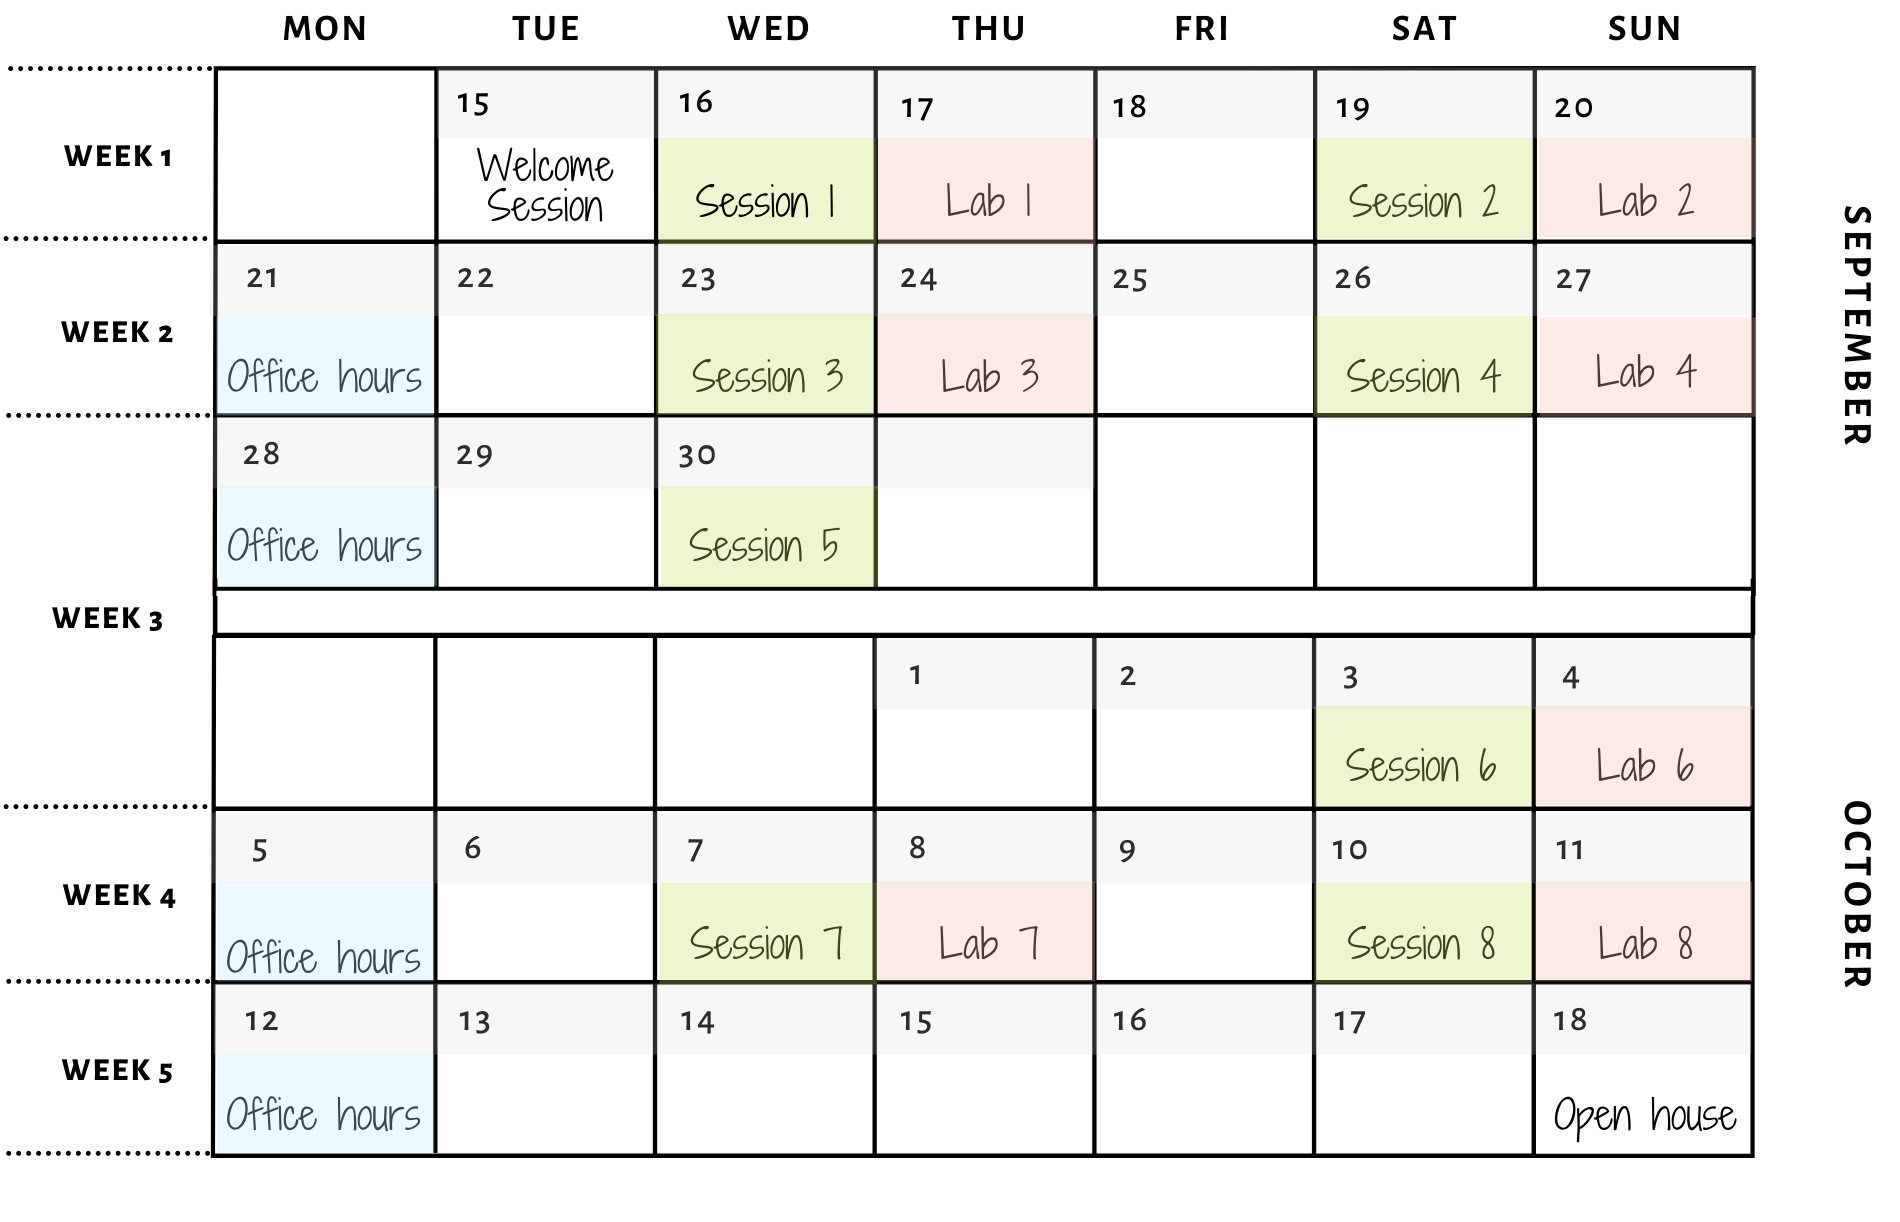 MON TUE WED THU FRI SAT SUN
15 16 17 18 19 20
WEEK 1
Welcome
Session
Session 1 Lab 1 Session 2 Lab 2
21 22 23 24 25 26 27
WEEK 2
Office hours Session 3 Lab 3 Session 4 Lab 4
SEPTEMBER
28 29 30
Office hours Session 5
WEEK 3
1 2 3 4
Session 6 Lab 6
5 6 7 8 9 10 11
WEEK 4
Office hours Session 7 Lab 7 Session 8 Lab 8
OCTOBER
12 13 14 15 16 17 18
WEEK 5
Office hours Open house